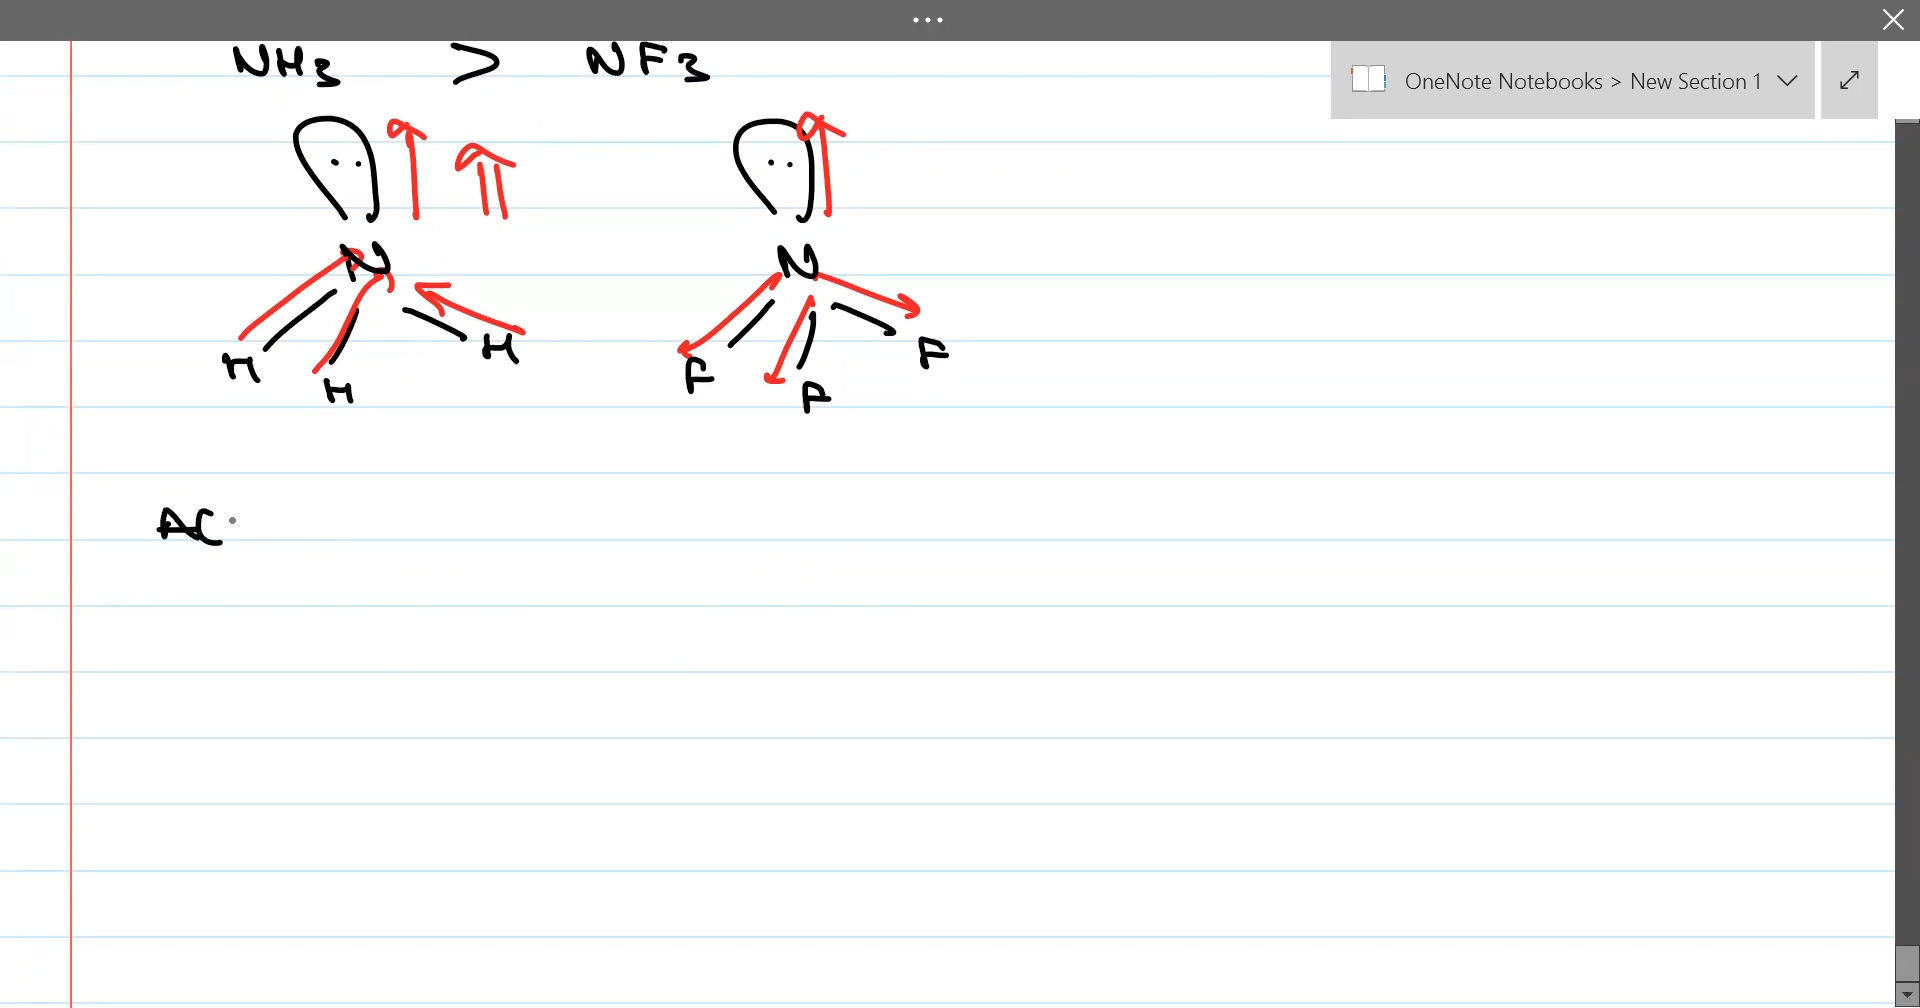 NH3 > NF3
OneNote Notebooks > New Section 1
N N
H H H F F F
AC